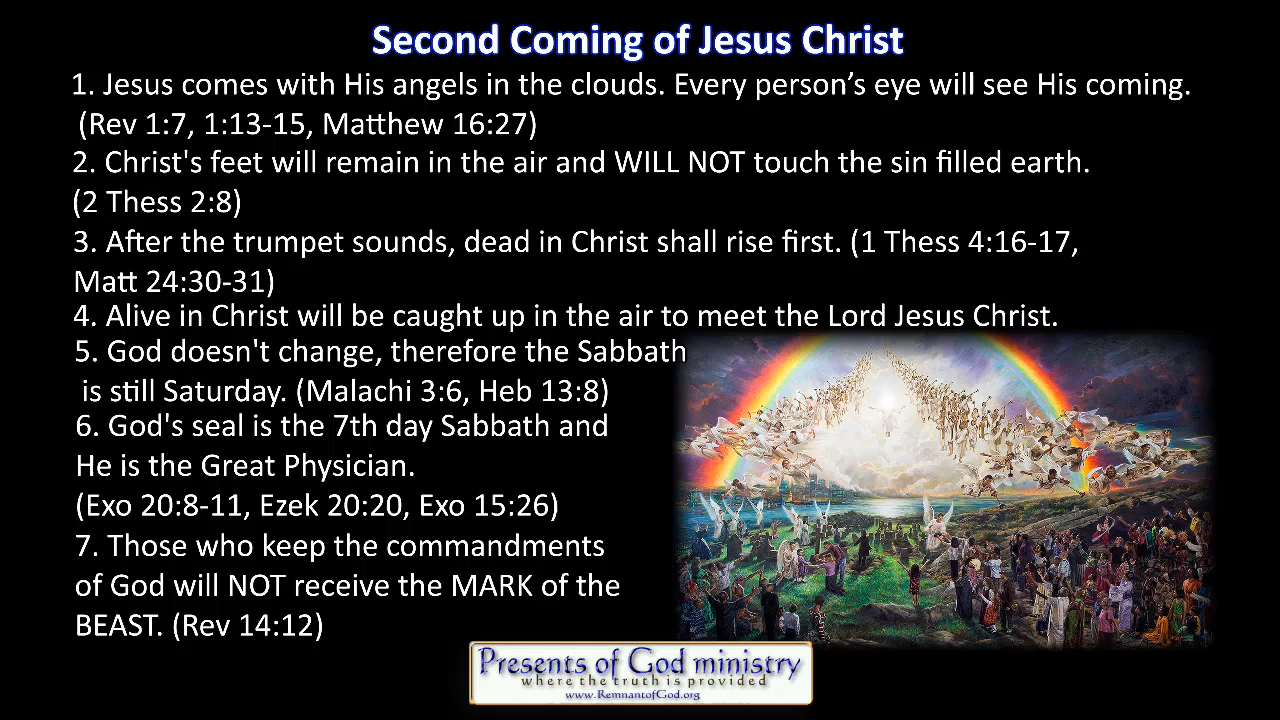 Second Coming of Jesus Christ
1. Jesus comes with His angels in the clouds. Every person’s eye will see His coming.
(Rev 1:7, 1:13-15, Matthew 16:27)
2. Christ's feet will remain in the air and WILL NOT touch the sin filled earth.
(2 Thess 2:8)
3. After the trumpet sounds, dead in Christ shall rise first. (1 Thess 4:16-17,
Matt 24:30-31)
4. Alive in Christ will be caught up in the air to meet the Lord Jesus Christ.
5. God doesn't change, therefore the Sabbath
is still Saturday. (Malachi 3:6, Heb 13:8)
6. God's seal is the 7th day Sabbath and
He is the Great Physician.
(Exo 20:8-11, Ezek 20:20, Exo 15:26)
7. Those who keep the commandments
of God will NOT receive the MARK of the
BEAST. (Rev 14:12)
Presents of God ministry
where the truth is provided
www.RemnantofGod.org